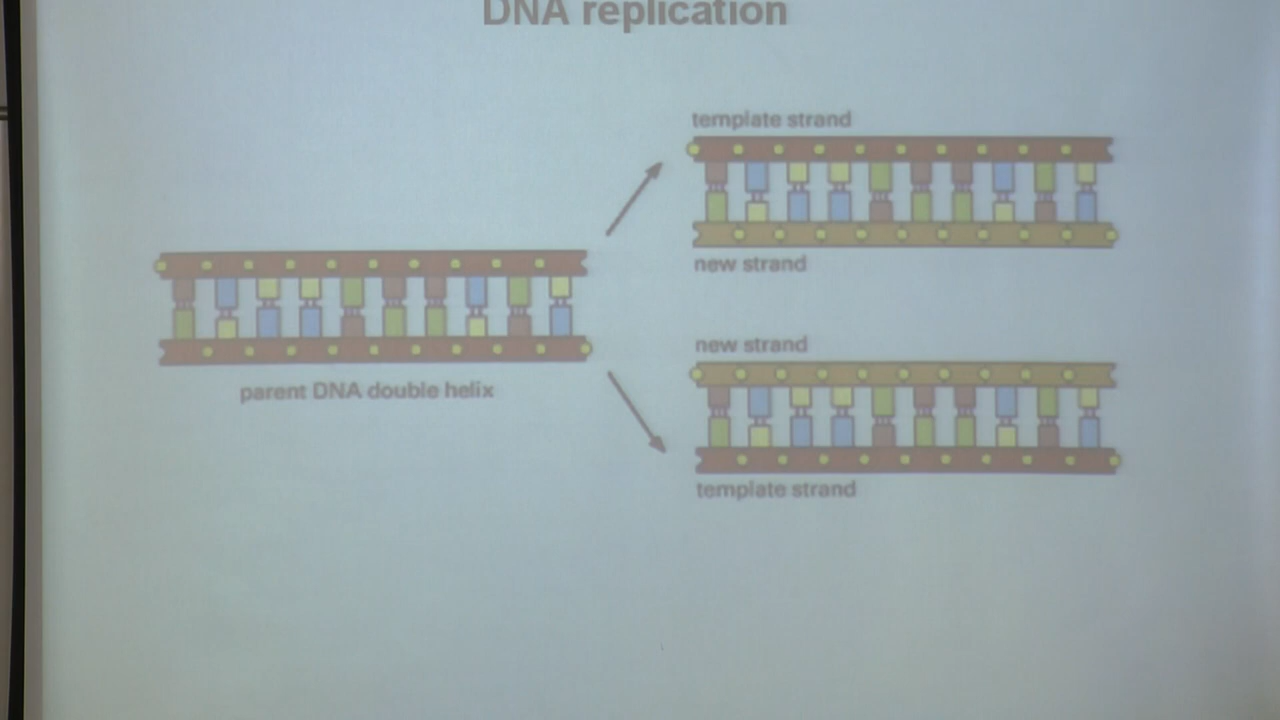 DNA replication
template strand
new strand
parent DNA double helix
new strand
template strand